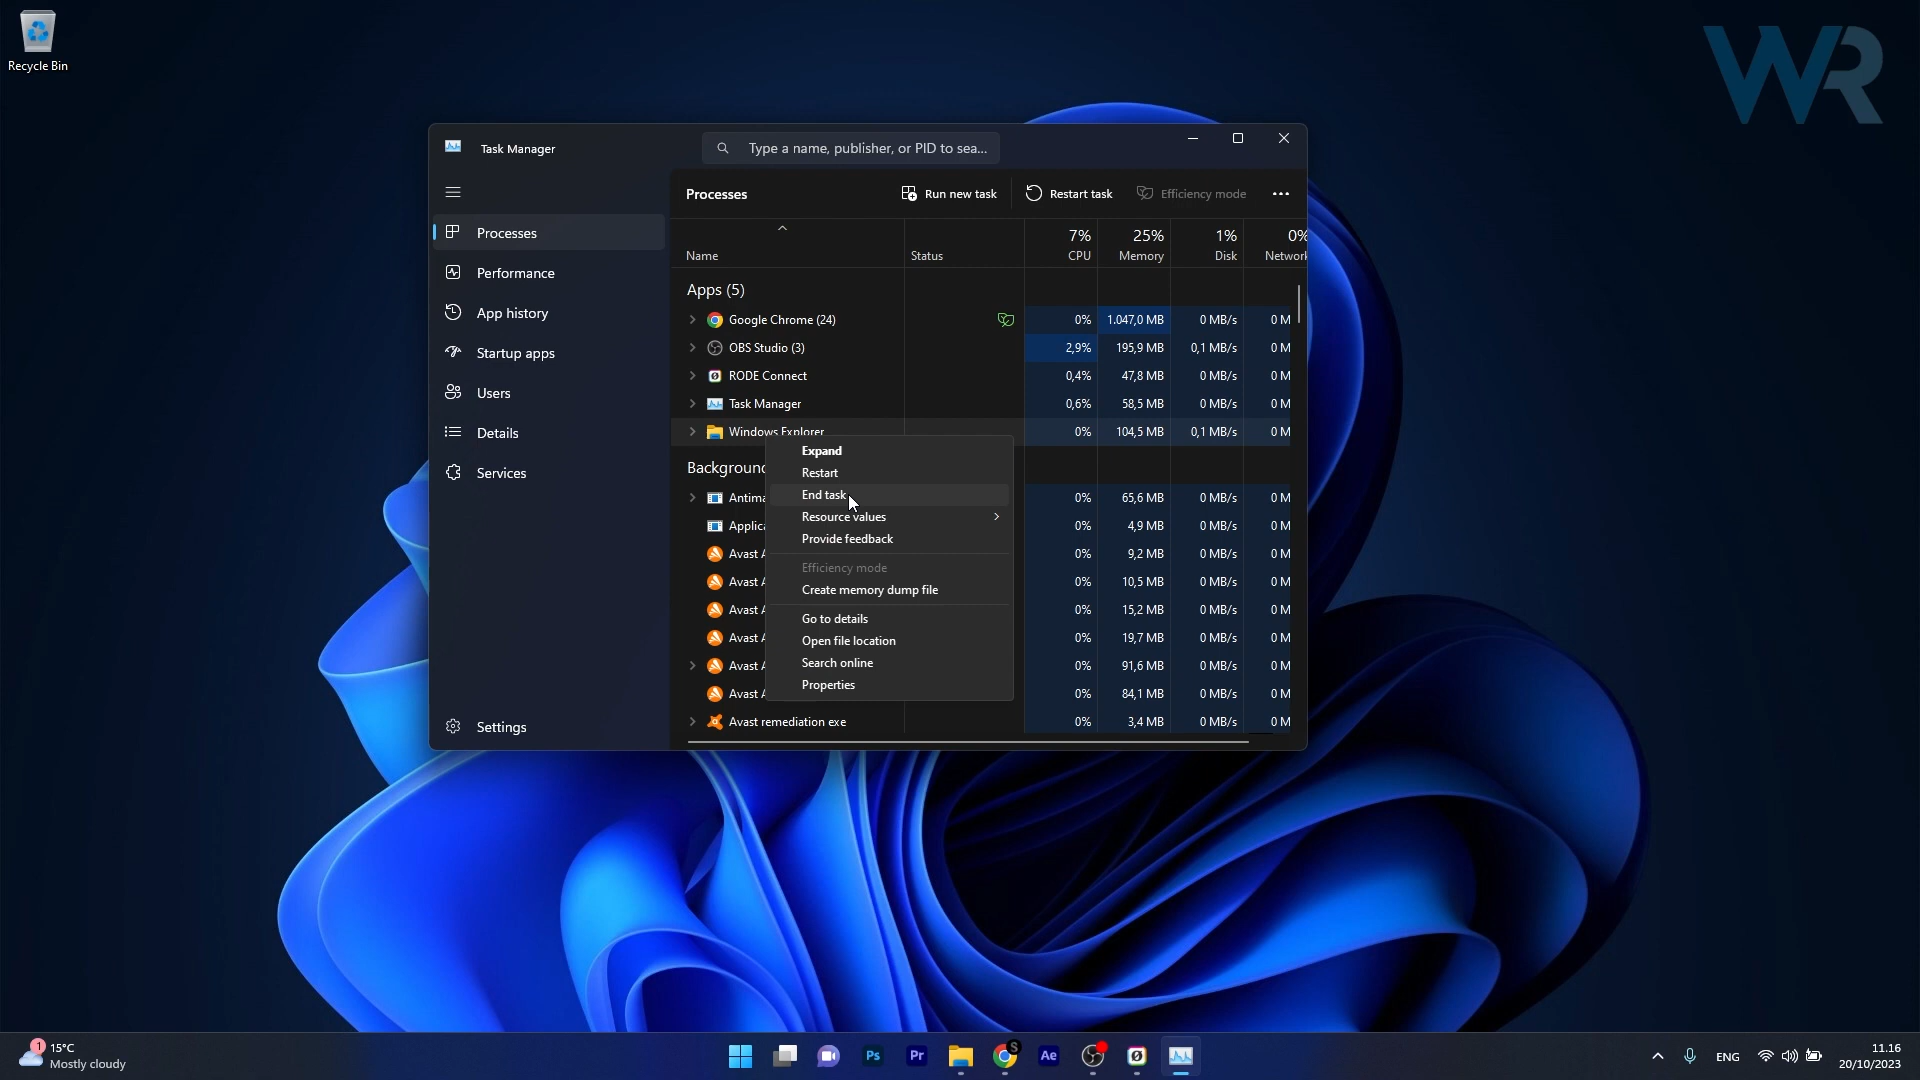 Recycle Bin
WR
Task Manager
Type a name, publisher, or PID to sea...
Processes
Run new task
Restart task
Efficiency mode
Processes
Performance
App history
Startup apps
Users
Details
Services
Settings
7% 25% 1% 0%
Name Status CPU Memory Disk Network
Apps (5)
Google Chrome (24) 0% 1.047,0 MB 0 MB/s 0 M
OBS Studio (3) 2,9% 195,9 MB 0,1 MB/s 0 M
RODE Connect 0,4% 47,8 MB 0 MB/s 0 M
Task Manager 0,6% 58,5 MB 0 MB/s 0 M
Windows Explorer 0% 104,5 MB 0,1 MB/s 0 M
Background
Antima 0% 65,6 MB 0 MB/s 0 M
Applica 0% 4,9 MB 0 MB/s 0 M
Avast A 0% 9,2 MB 0 MB/s 0 M
Avast A 0% 10,5 MB 0 MB/s 0 M
Avast A 0% 15,2 MB 0 MB/s 0 M
Avast A 0% 19,7 MB 0 MB/s 0 M
Avast A 0% 91,6 MB 0 MB/s 0 M
Avast A 0% 84,1 MB 0 MB/s 0 M
Avast remediation exe 0% 3,4 MB 0 MB/s 0 M
Expand
Restart
End task
Resource values
Provide feedback
Efficiency mode
Create memory dump file
Go to details
Open file location
Search online
Properties
1
15°C
Mostly cloudy
Ps
Pr
S
Ae
ENG
11.16
20/10/2023